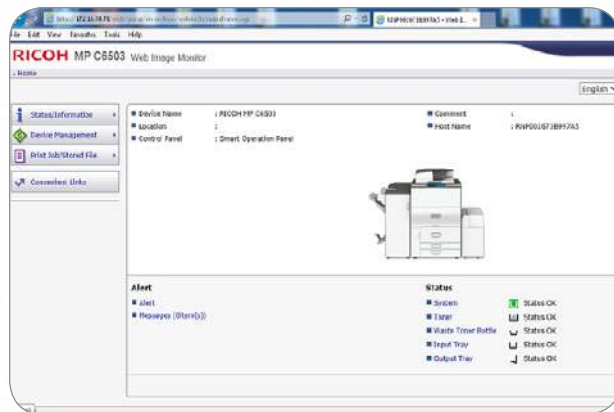 File Edit View Favorites Tools Help
RICOH MP C6503 Web Image Monitor
Home
English
Status/Information
Device Management
Print Job/Stored File
Convenient Links
Device Name : RICOH MP C6503
Location :
Control Panel : Smart Operation Panel
Comment :
Host Name
Alert
Alert
Messages (0item(s))
Status
System Status OK
Toner Status OK
Waste Toner Bottle Status OK
Input Tray Status OK
Output Tray Status OK